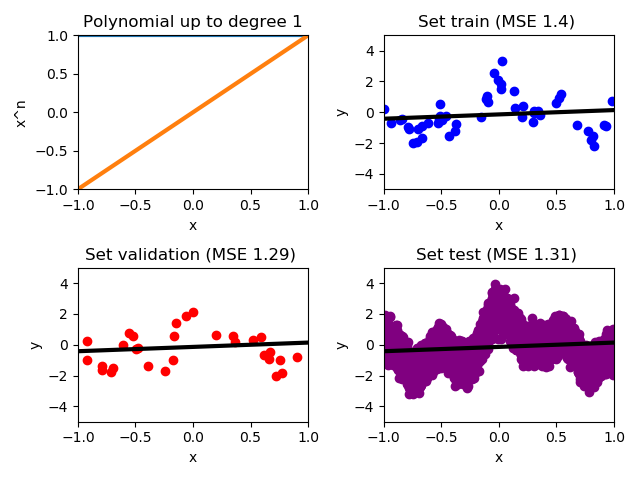 Polynomial up to degree 1
1.0
0.5
0.0
−0.5
−1.0
x^n
−1.0 −0.5 0.0 0.5 1.0
x
Set train (MSE 1.4)
4
2
0
−2
−4
y
−1.0 −0.5 0.0 0.5 1.0
x
Set validation (MSE 1.29)
4
2
0
−2
−4
y
−1.0 −0.5 0.0 0.5 1.0
x
Set test (MSE 1.31)
4
2
0
−2
−4
y
−1.0 −0.5 0.0 0.5 1.0
x